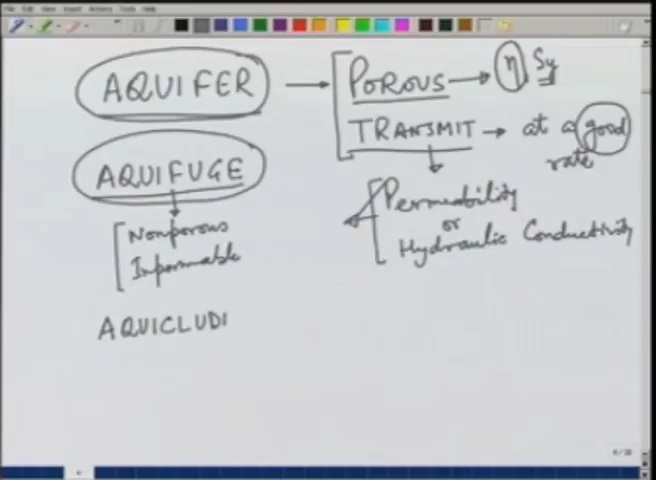 AQUIFER → POROUS → η, Sy
TRANSMIT → at a good rate
AQUIFUGE
Permeability
or
Hydraulic Conductivity
Nonporous
Impermeable
AQUICLUDI